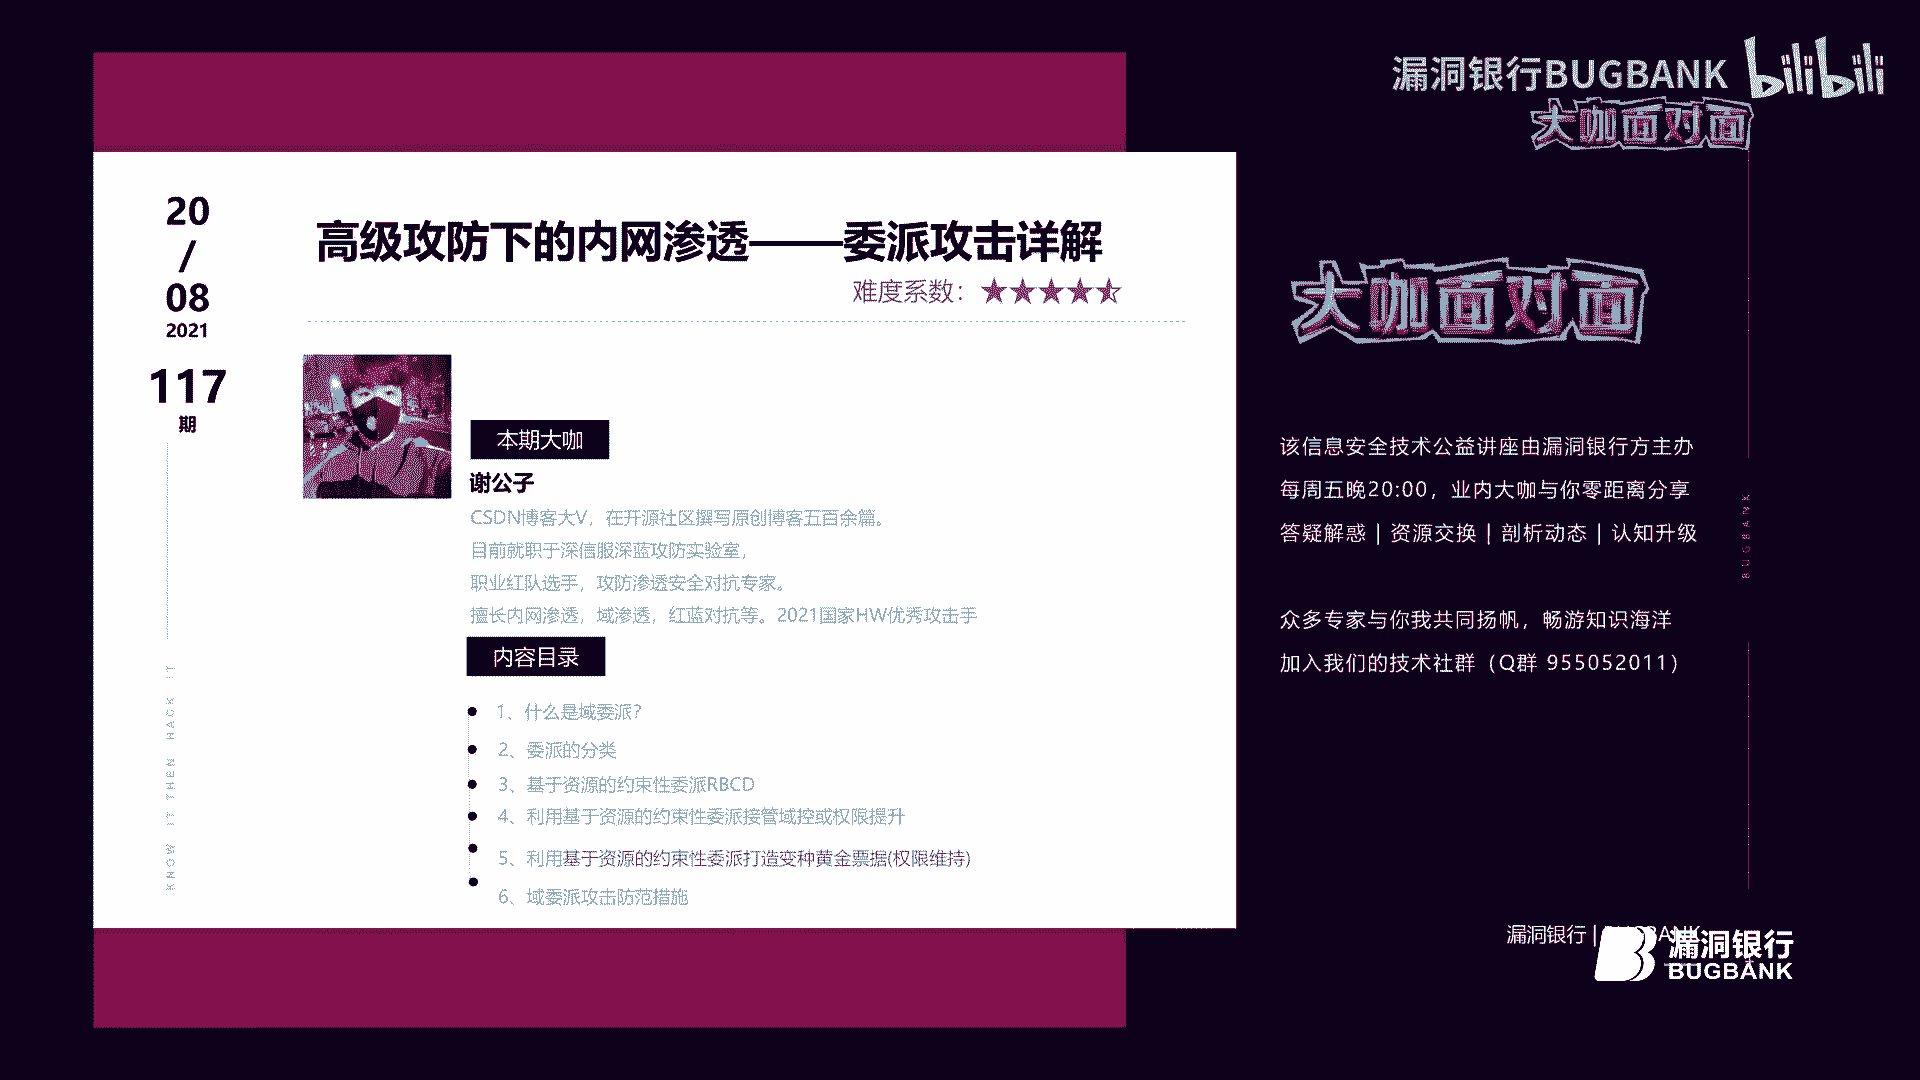 漏洞银行BUGBANK bilibili
大咖面对面
20
/
08
2021
117
期
高级攻防下的内网渗透——委派攻击详解
难度系数：★★★★
本期大咖
谢公子
CSDN博客大V，在开源社区撰写原创博客五百余篇。
目前就职于深信服深蓝攻防实验室，
职业红队选手，攻防渗透安全对抗专家。
擅长内网渗透，域渗透，红蓝对抗等。2021国家HW优秀攻击手
内容目录
1、什么是域委派？
2、委派的分类
3、基于资源的约束性委派RBCD
4、利用基于资源的约束性委派接管域控或权限提升
5、利用基于资源的约束性委派打造变种黄金票据(权限维持)
6、域委派攻击防范措施
KNOW IT THEN HACK IT
大咖面对面
该信息安全技术公益讲座由漏洞银行方主办
每周五晚20:00，业内大咖与你零距离分享
答疑解惑 | 资源交换 | 剖析动态 | 认知升级
众多专家与你我共同扬帆，畅游知识海洋
加入我们的技术社群（Q群 955052011）
BUGBANK
漏洞银行 |
漏洞银行
BUGBANK